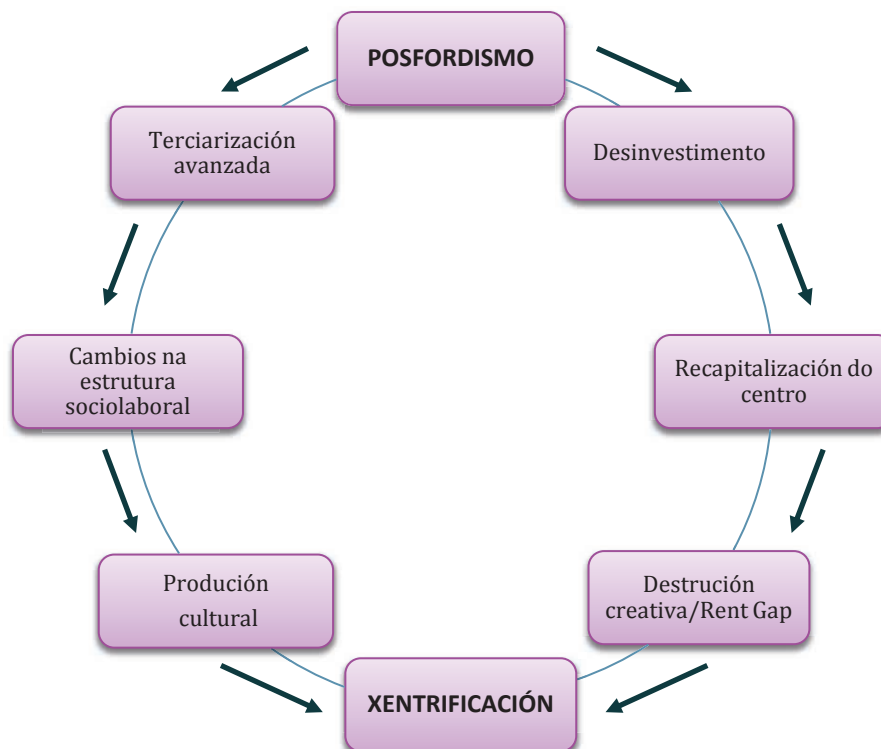 POSFORDISMO
Terciarización
avanzada
Desinvestimento
Cambios na
estrutura
sociolaboral
Recapitalización do
centro
Produción
cultural
Destrución
creativa/Rent Gap
XENTRIFICACIÓN